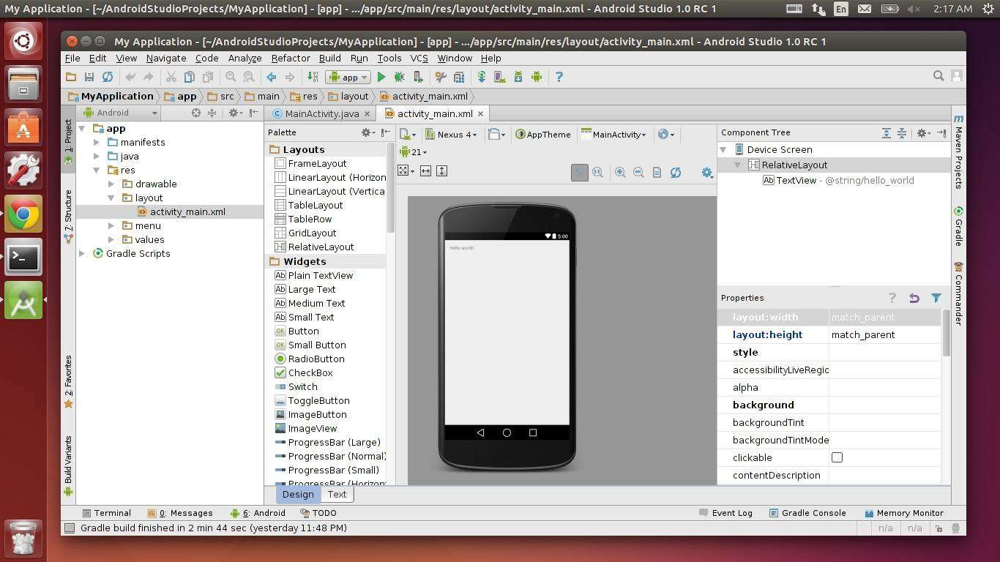 My Application - [~/AndroidStudioProjects/MyApplication] - [app] - .../app/src/main/res/layout/activity_main.xml - Android Studio 1.0 RC 1 En 2:17 AM
My Application - [~/AndroidStudioProjects/MyApplication] - [app] - .../app/src/main/res/layout/activity_main.xml - Android Studio 1.0 RC 1
File Edit View Navigate Code Analyze Refactor Build Run Tools VCS Window Help
app
MyApplication app src main res layout activity_main.xml
1: Project
7: Structure
2: Favorites
Build Variants
Android
app
manifests
java
res
drawable
layout
activity_main.xml
menu
values
Gradle Scripts
MainActivity.java activity_main.xml
Palette
Layouts
FrameLayout
LinearLayout (Horizon
LinearLayout (Vertica
TableLayout
TableRow
GridLayout
RelativeLayout
Widgets
Plain TextView
Large Text
Medium Text
Small Text
Button
Small Button
RadioButton
CheckBox
Switch
ToggleButton
ImageButton
ImageView
ProgressBar (Large)
ProgressBar (Normal)
ProgressBar (Small)
ProgressBar (Horizon
Design Text
Nexus 4 AppTheme MainActivity
21
5:00
Hello world!
Component Tree
Device Screen
RelativeLayout
Ab TextView - @string/hello_world
Properties
layout:width match_parent
layout:height match_parent
style
accessibilityLiveRegio
alpha
background
backgroundTint
backgroundTintMode
clickable
contentDescription
Maven Projects
Gradle
Commander
Terminal 0: Messages 6: Android TODO Event Log Gradle Console Memory Monitor
Gradle build finished in 2 min 44 sec (yesterday 11:48 PM) n/a n/a